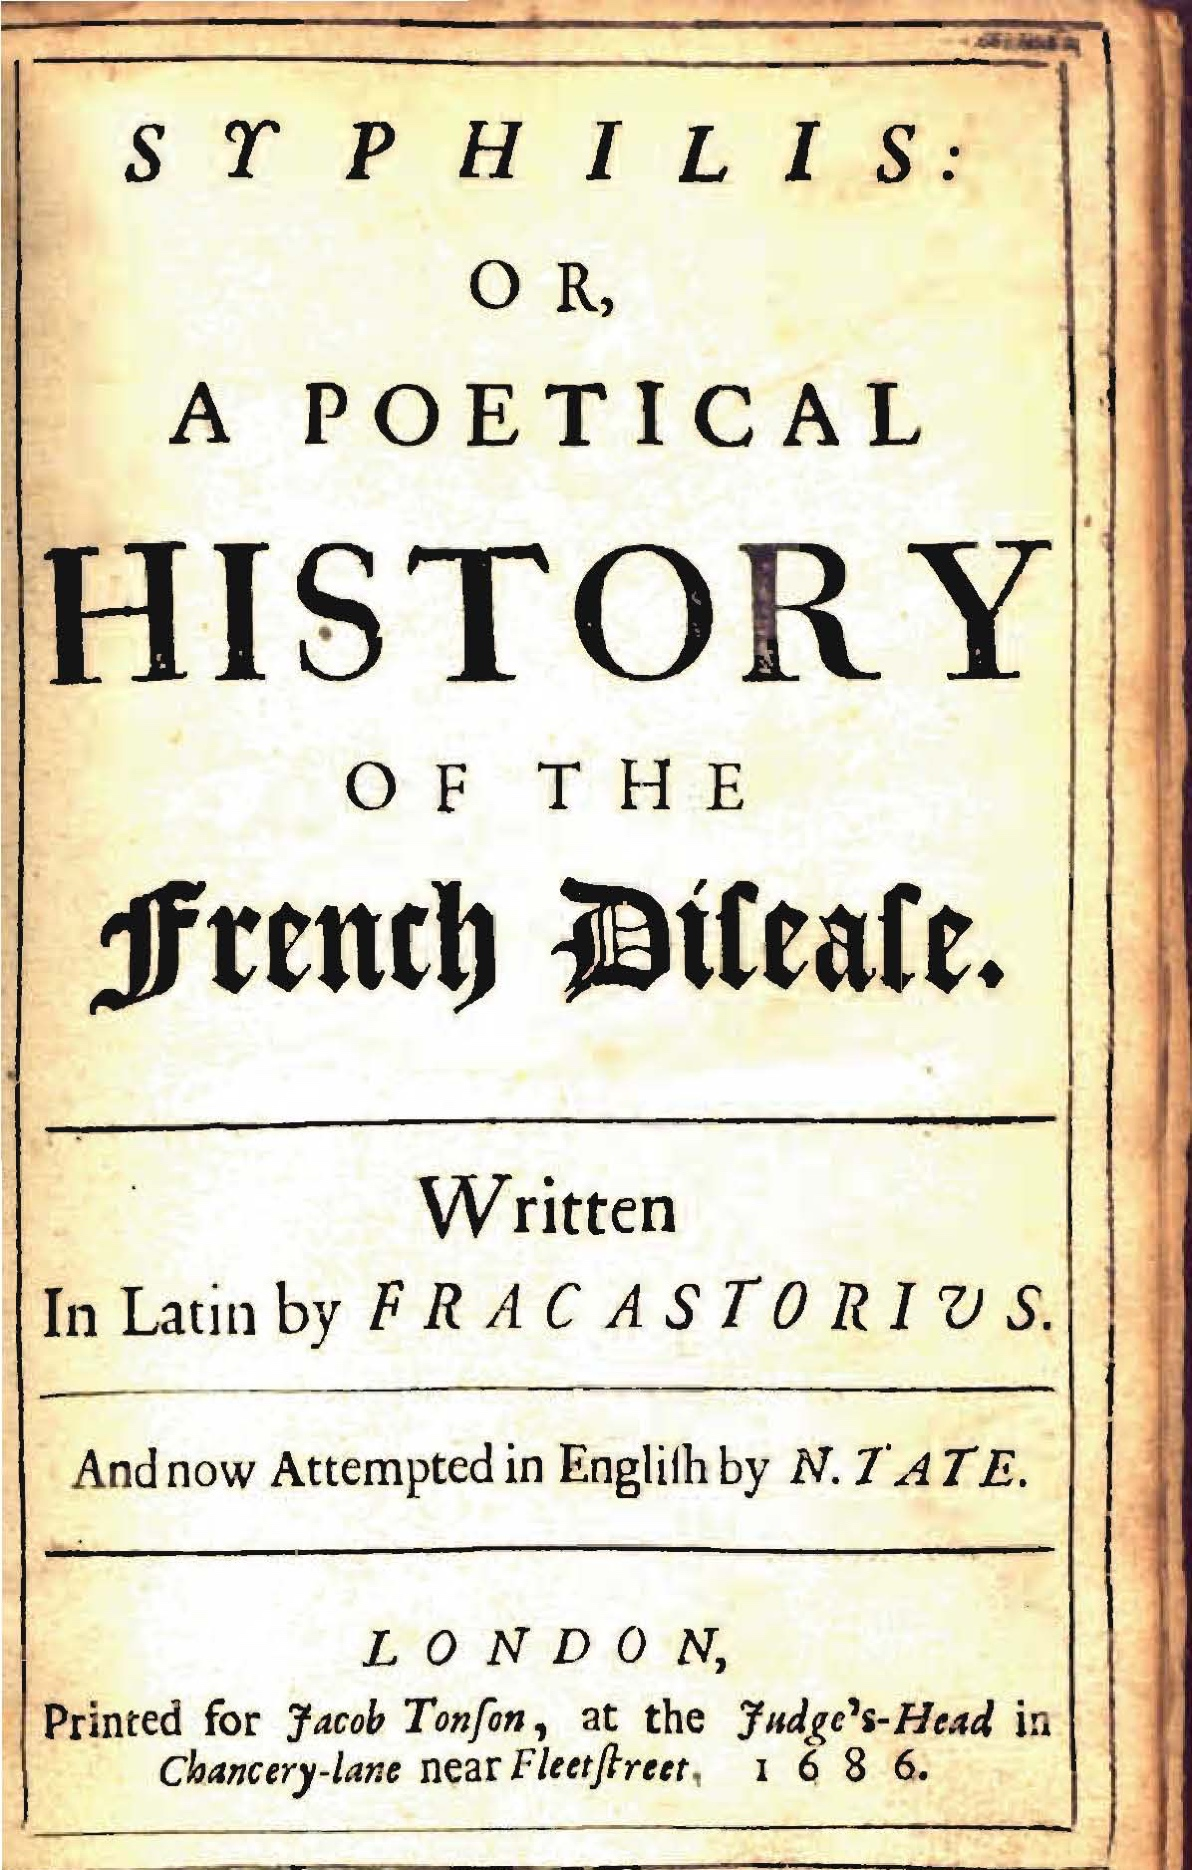 SYPHILIS:
OR,
A POETICAL
HISTORY
OF THE
French Diſeaſe.
Written
In Latin by FRACASTORIUS.
And now Attempted in Engliſh by N. TATE.
LONDON,
Printed for Jacob Tonſon, at the Judge's-Head in
Chancery-lane near Fleetſtreet, 1686.